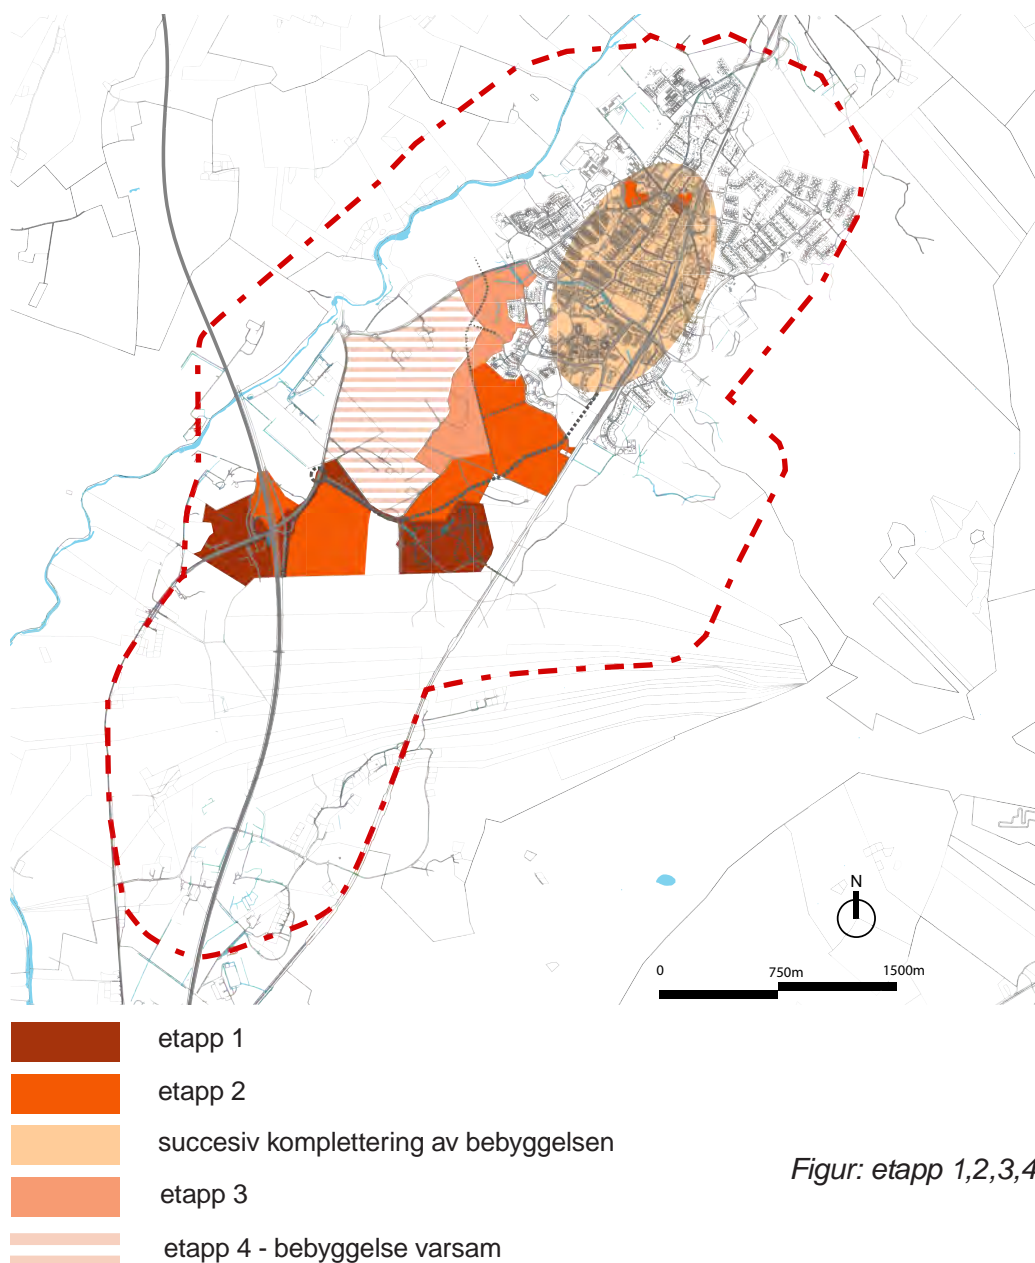 N
0 750m 1500m
etapp 1
etapp 2
succesiv komplettering av bebyggelsen
etapp 3
etapp 4 - bebyggelse varsam
Figur: etapp 1,2,3,4